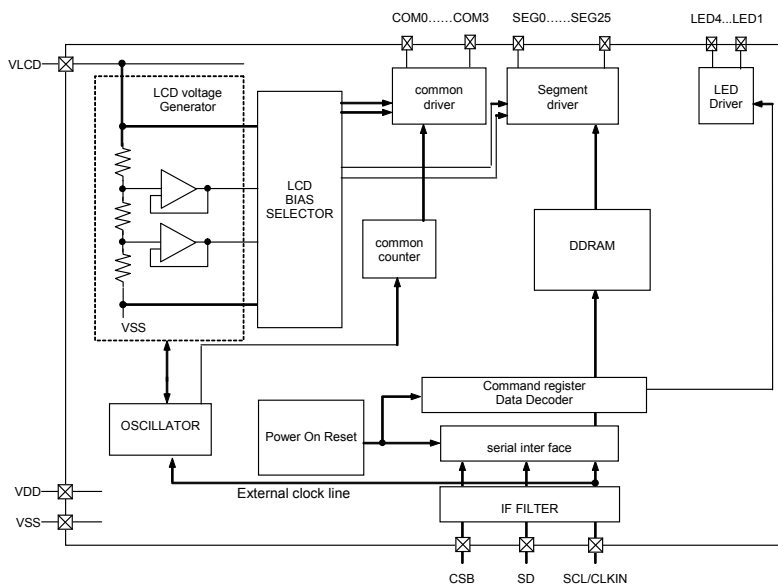 COM0......COM3
SEG0......SEG25
LED4...LED1
VLCD
LCD voltage
Generator
common
driver
Segment
driver
LED
Driver
LCD
BIAS
SELECTOR
common
counter
DDRAM
VSS
Command register
Data Decoder
OSCILLATOR
Power On Reset
serial inter face
VDD
External clock line
IF FILTER
VSS
CSB
SD
SCL/CLKIN